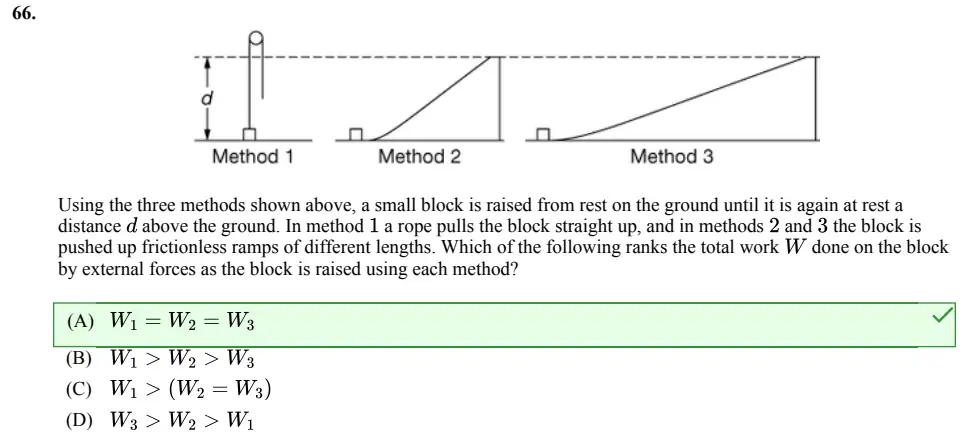 66.
d
Method 1
Method 2
Method 3
Using the three methods shown above, a small block is raised from rest on the ground until it is again at rest a
distance d above the ground. In method 1 a rope pulls the block straight up, and in methods 2 and 3 the block is
pushed up frictionless ramps of different lengths. Which of the following ranks the total work W done on the block
by external forces as the block is raised using each method?
(A) W₁ = W₂ = W₃
(B) W₁ > W₂ > W₃
(C) W₁ > (W₂ = W₃)
(D) W₃ > W₂ > W₁